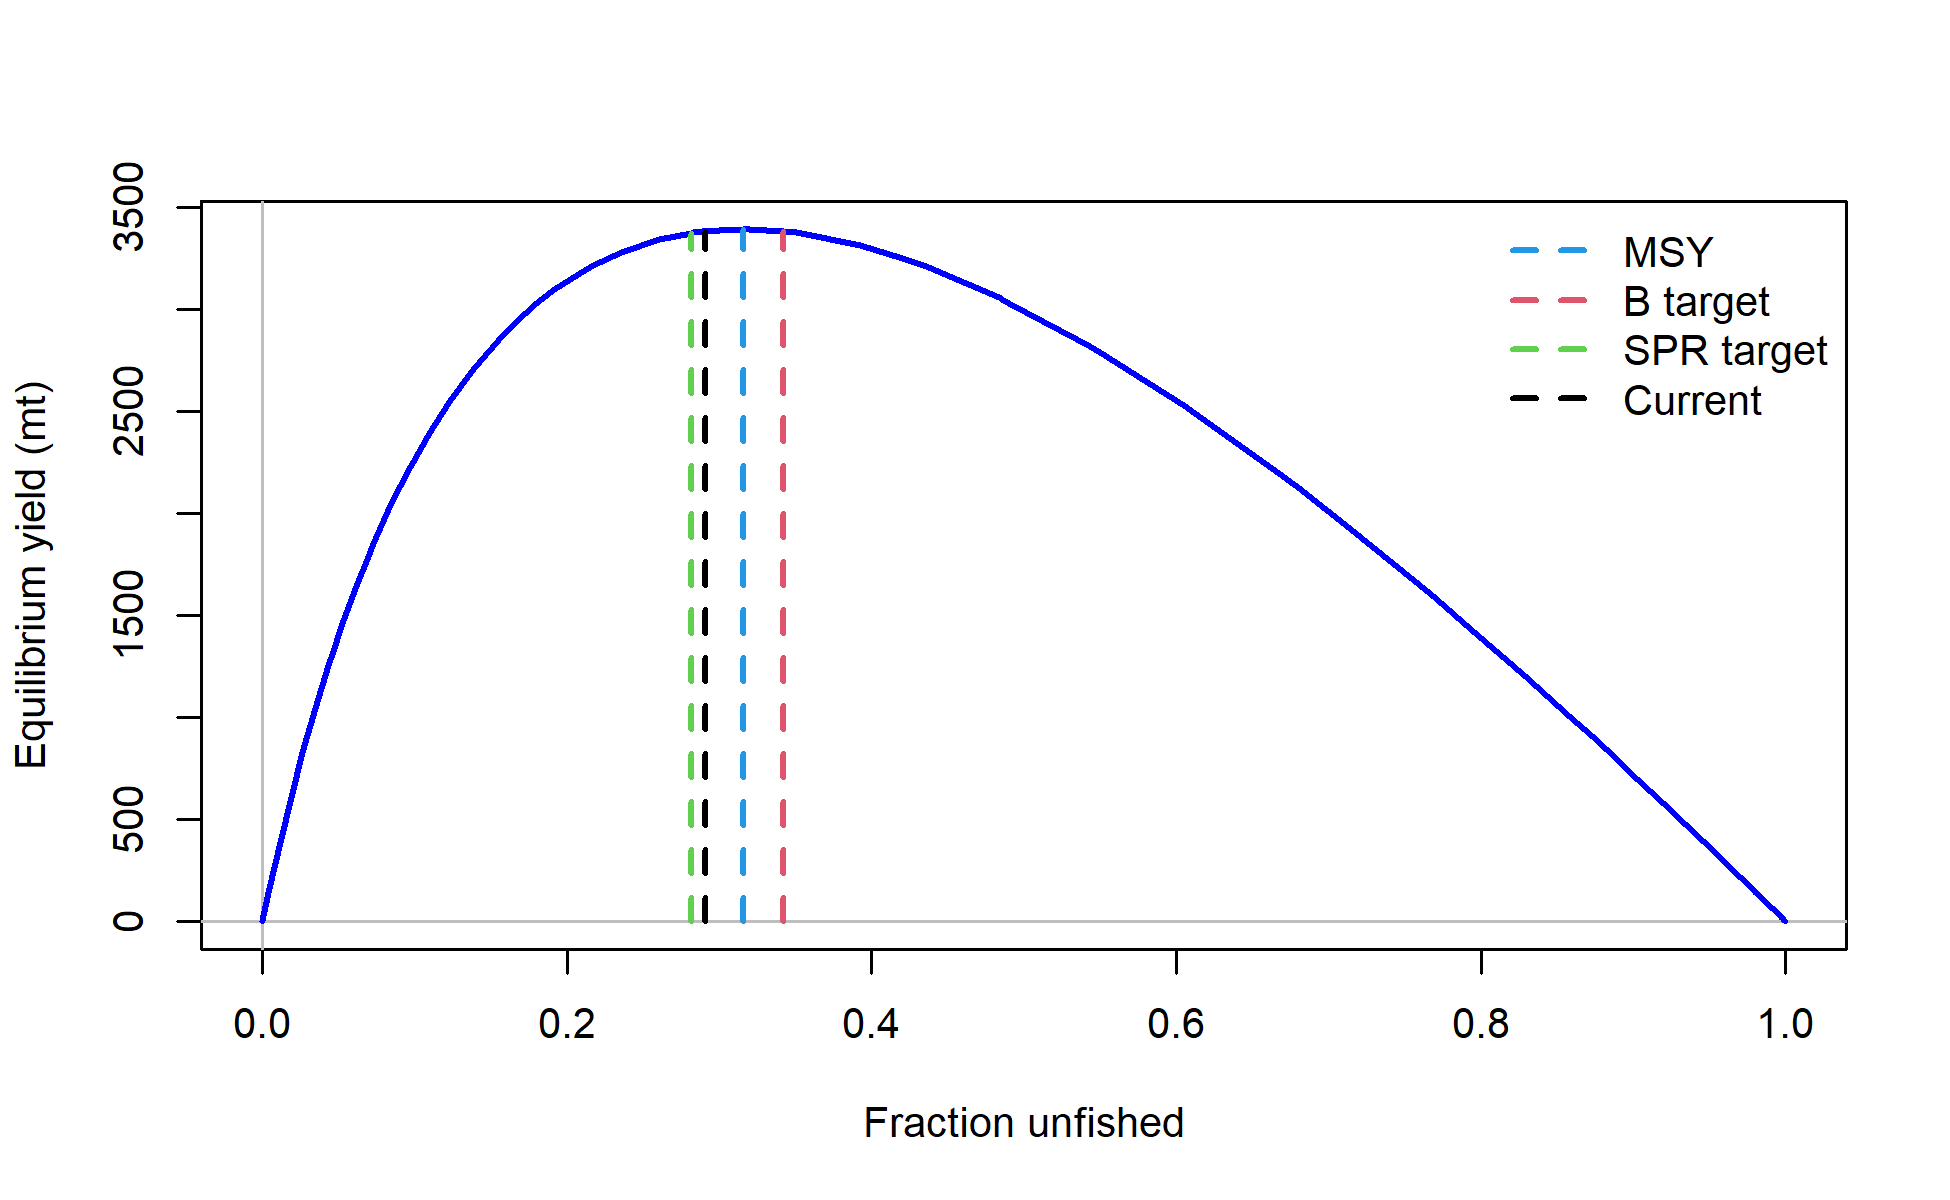 Equilibrium yield (mt)
3500
2500
1500
500
0
MSY
B target
SPR target
Current
0.0 0.2 0.4 0.6 0.8 1.0
Fraction unfished